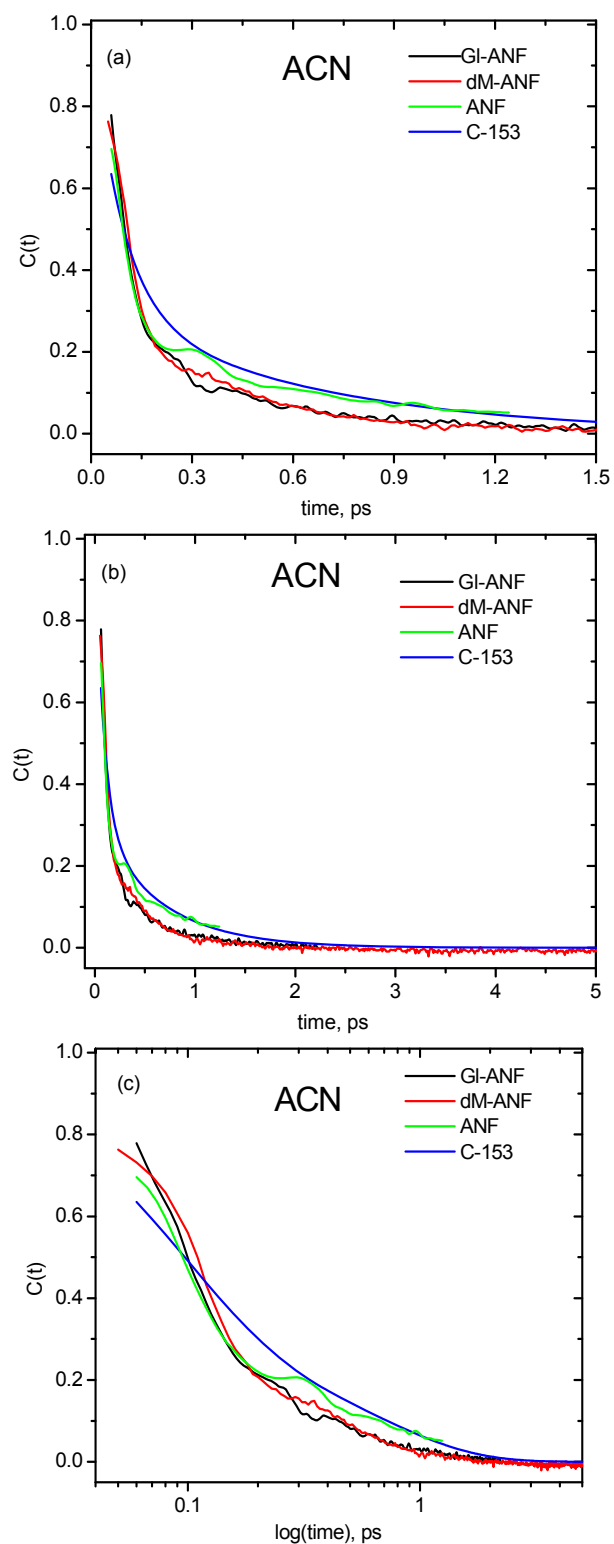 (a)
ACN
Gl-ANF
dM-ANF
ANF
C-153
C(t)
1.0
0.8
0.6
0.4
0.2
0.0
0.0 0.3 0.6 0.9 1.2 1.5
time, ps
(b)
ACN
Gl-ANF
dM-ANF
ANF
C-153
C(t)
1.0
0.8
0.6
0.4
0.2
0.0
0 1 2 3 4 5
time, ps
(c)
ACN
Gl-ANF
dM-ANF
ANF
C-153
C(t)
1.0
0.8
0.6
0.4
0.2
0.0
0.1 1
log(time), ps